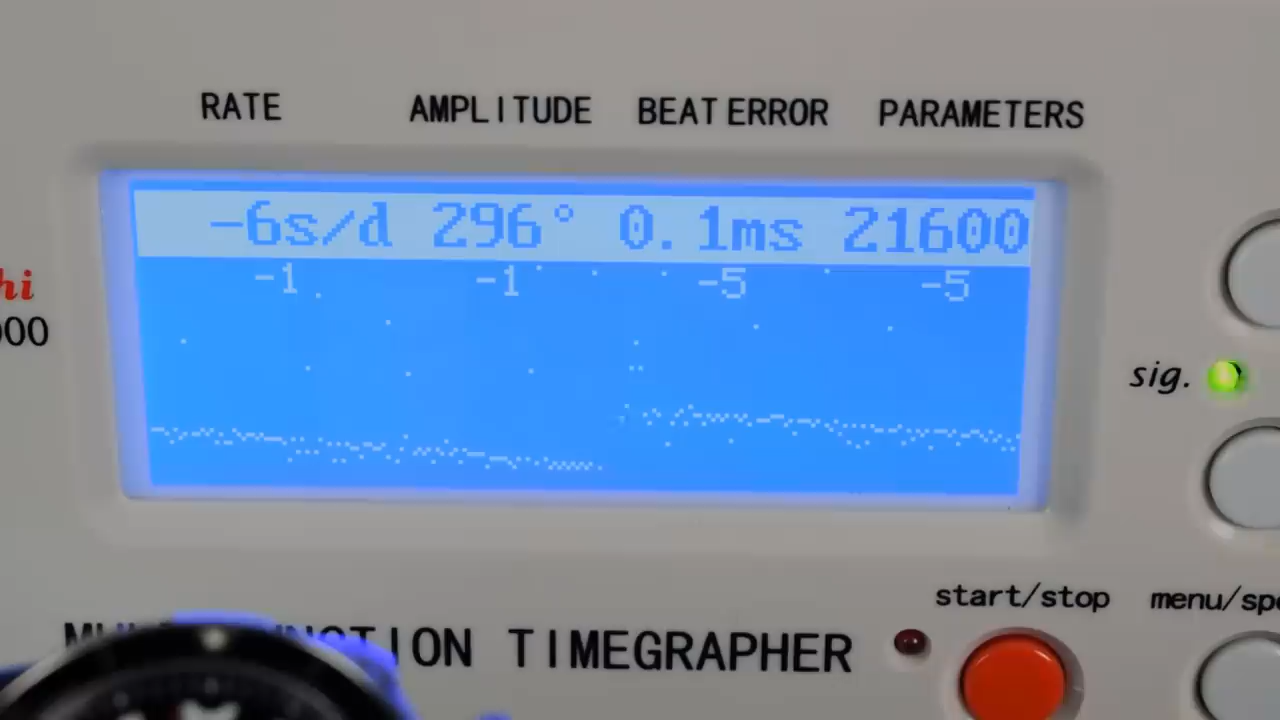 RATE AMPLITUDE BEAT ERROR PARAMETERS
-6s/d 296° 0.1ms 21600
-1 -1 -5 -5
hi
000
sig.
start/stop menu/sp
TIMEGRAPHER